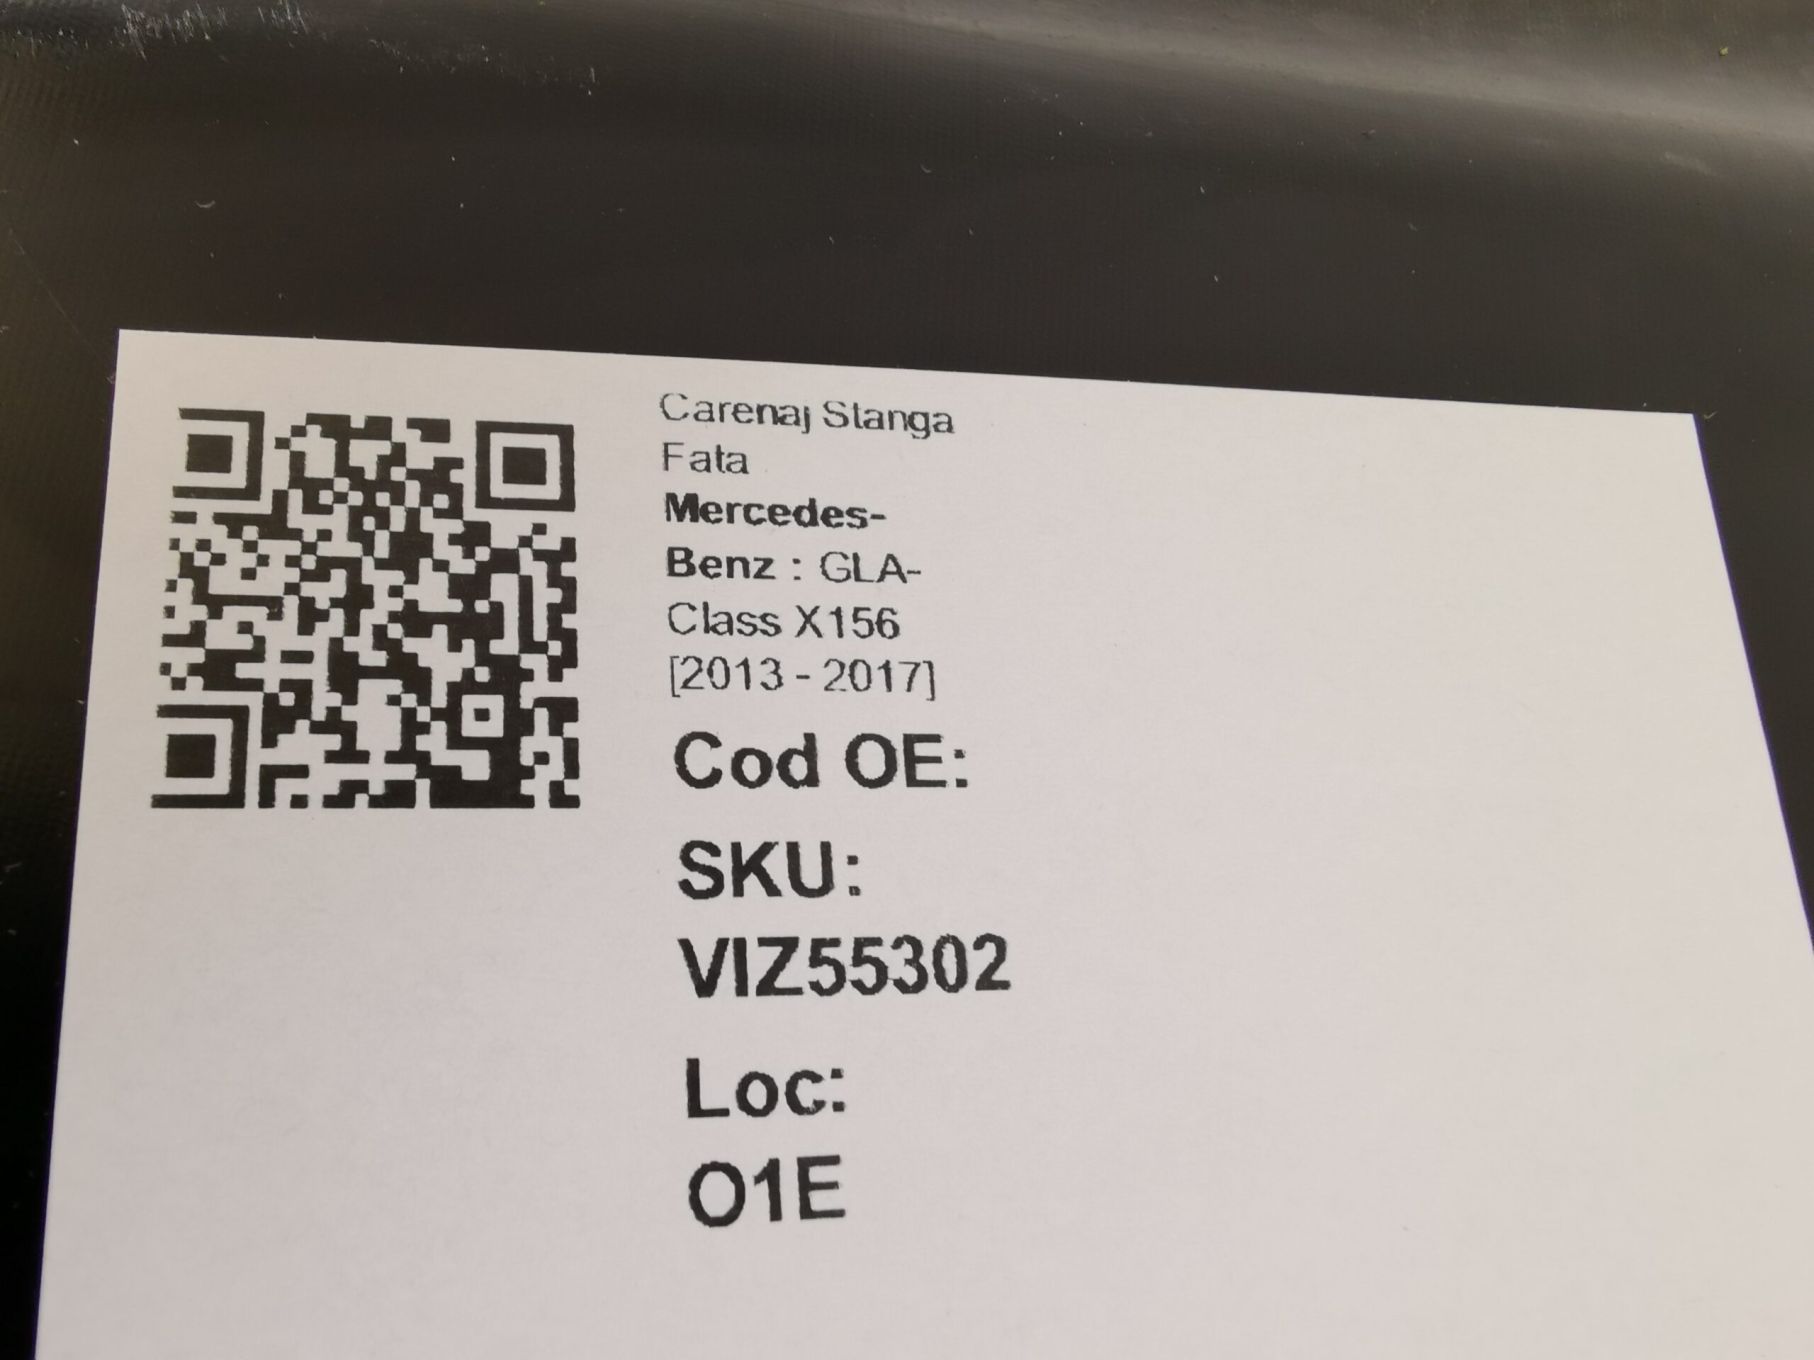 Carenaj Stanga
Fata
Mercedes-
Benz : GLA-
Class X156
[2013 - 2017]
Cod OE:
SKU:
VIZ55302
Loc:
O1E